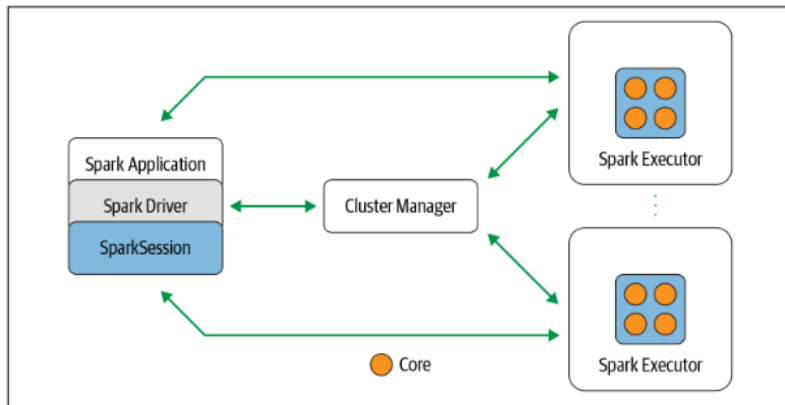 Spark Application
Spark Driver
SparkSession
Cluster Manager
Spark Executor
Spark Executor
Core